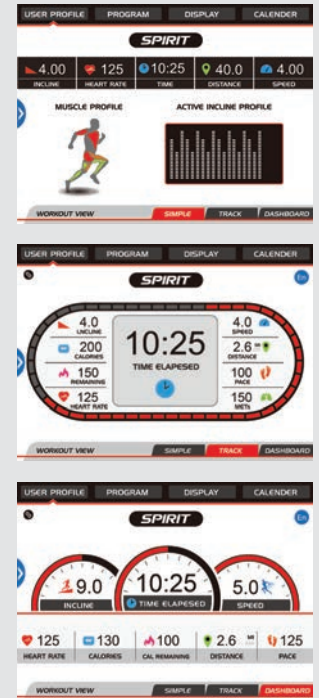 USER PROFILE PROGRAM DISPLAY CALENDER
SPIRIT
4.00 125 10:25 40.0 4.00
INCLINE HEART RATE TIME DISTANCE SPEED
MUSCLE PROFILE ACTIVE INCLINE PROFILE
WORKOUT VIEW SIMPLE TRACK DASHBOARD
USER PROFILE PROGRAM DISPLAY CALENDER
SPIRIT En
4.0 10:25 4.0
LNCLINE TIME ELAPESED SPEED
200 2.6
CALORIES DISTANCE
150 100
REMAINING PACE
125 150
HEART RATE METs
WORKOUT VIEW SIMPLE TRACK DASHBOARD
USER PROFILE PROGRAM DISPLAY CALENDER
SPIRIT En
9.0 10:25 5.0
INCLINE TIME ELAPESED SPEED
125 130 100 2.6 125
HEART RATE CALORIES CAL REMAINING DISTANCE PACE
WORKOUT VIEW SIMPLE TRACK DASHBOARD